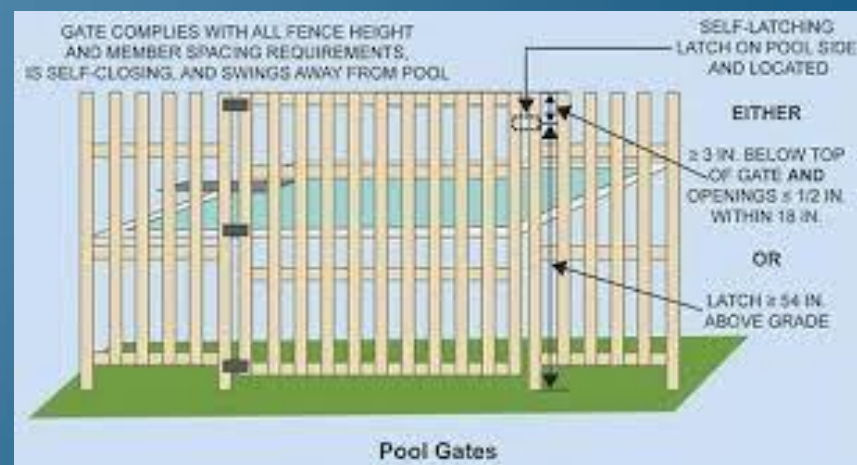 GATE COMPLIES WITH ALL FENCE HEIGHT
AND MEMBER SPACING REQUIREMENTS,
IS SELF-CLOSING, AND SWINGS AWAY FROM POOL
SELF-LATCHING
LATCH ON POOL SIDE
AND LOCATED
EITHER
≥ 3 IN. BELOW TOP
OF GATE AND
OPENINGS ≤ 1/2 IN.
WITHIN 18 IN.
OR
LATCH ≥ 54 IN.
ABOVE GRADE
Pool Gates